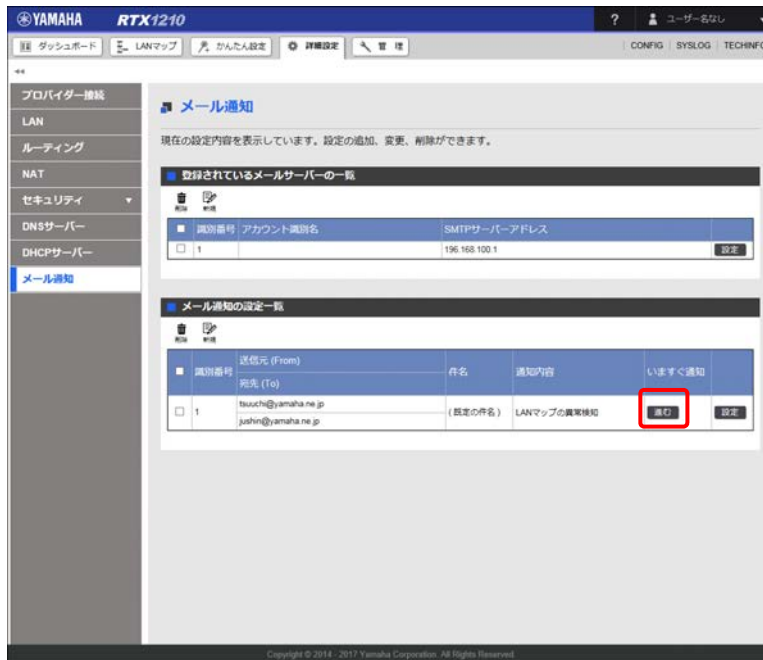 YAMAHA RTX1210 ? ユーザー名なし
ダッシュボード LANマップ かんたん設定 詳細設定 管理 CONFIG SYSLOG TECHINFO
プロバイダー接続
LAN
ルーティング
NAT
セキュリティ
DNSサーバー
DHCPサーバー
メール通知
メール通知
現在の設定内容を表示しています。設定の追加、変更、削除ができます。
登録されているメールサーバーの一覧
削除 新規
識別番号 アカウント識別名 SMTPサーバーアドレス
1 196.168.100.1 設定
メール通知の設定一覧
削除 新規
識別番号 送信元 (From) 件名 通知内容 いますぐ通知
宛先 (To)
1 tsuuchi@yamaha.ne.jp (既定の件名) LANマップの異常検知 進む 設定
jushin@yamaha.ne.jp
Copyright © 2014 - 2017 Yamaha Corporation. All Rights Reserved.